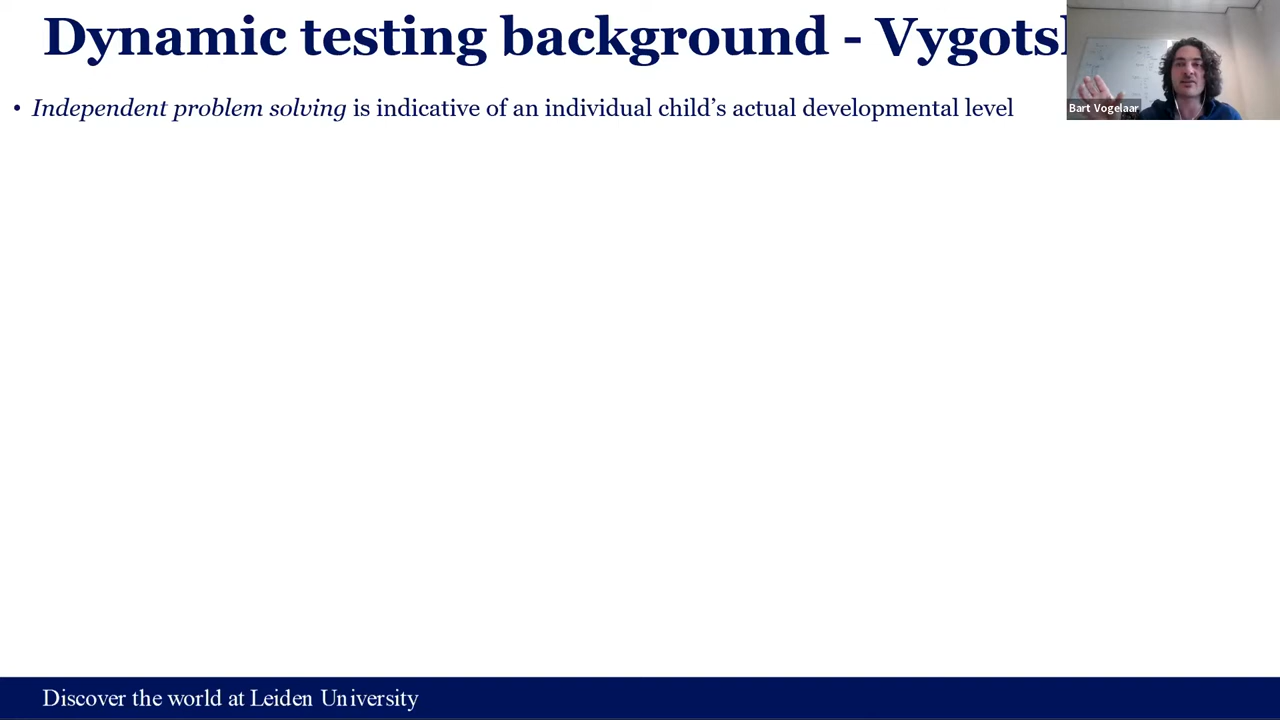 Dynamic testing background - Vygots
• Independent problem solving is indicative of an individual child's actual developmental level
Bart Vogelaar
Discover the world at Leiden University